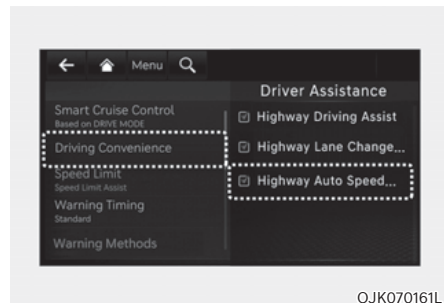 Menu
Driver Assistance
Smart Cruise Control
Based on DRIVE MODE
Driving Convenience
Speed Limit
Speed Limit Assist
Warning Timing
Standard
Warning Methods
Highway Driving Assist
Highway Lane Change...
Highway Auto Speed...
OJK070161L